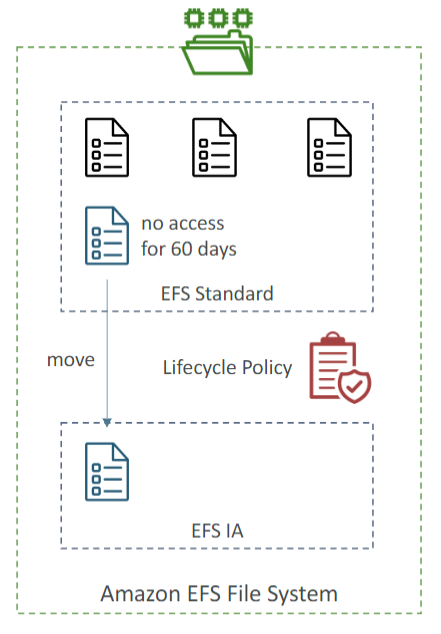 no access
for 60 days
EFS Standard
move
Lifecycle Policy
EFS IA
Amazon EFS File System